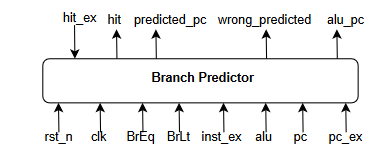 hit_ex hit predicted_pc wrong_predicted alu_pc
Branch Predictor
rst_n clk BrEq BrLt inst_ex alu pc pc_ex